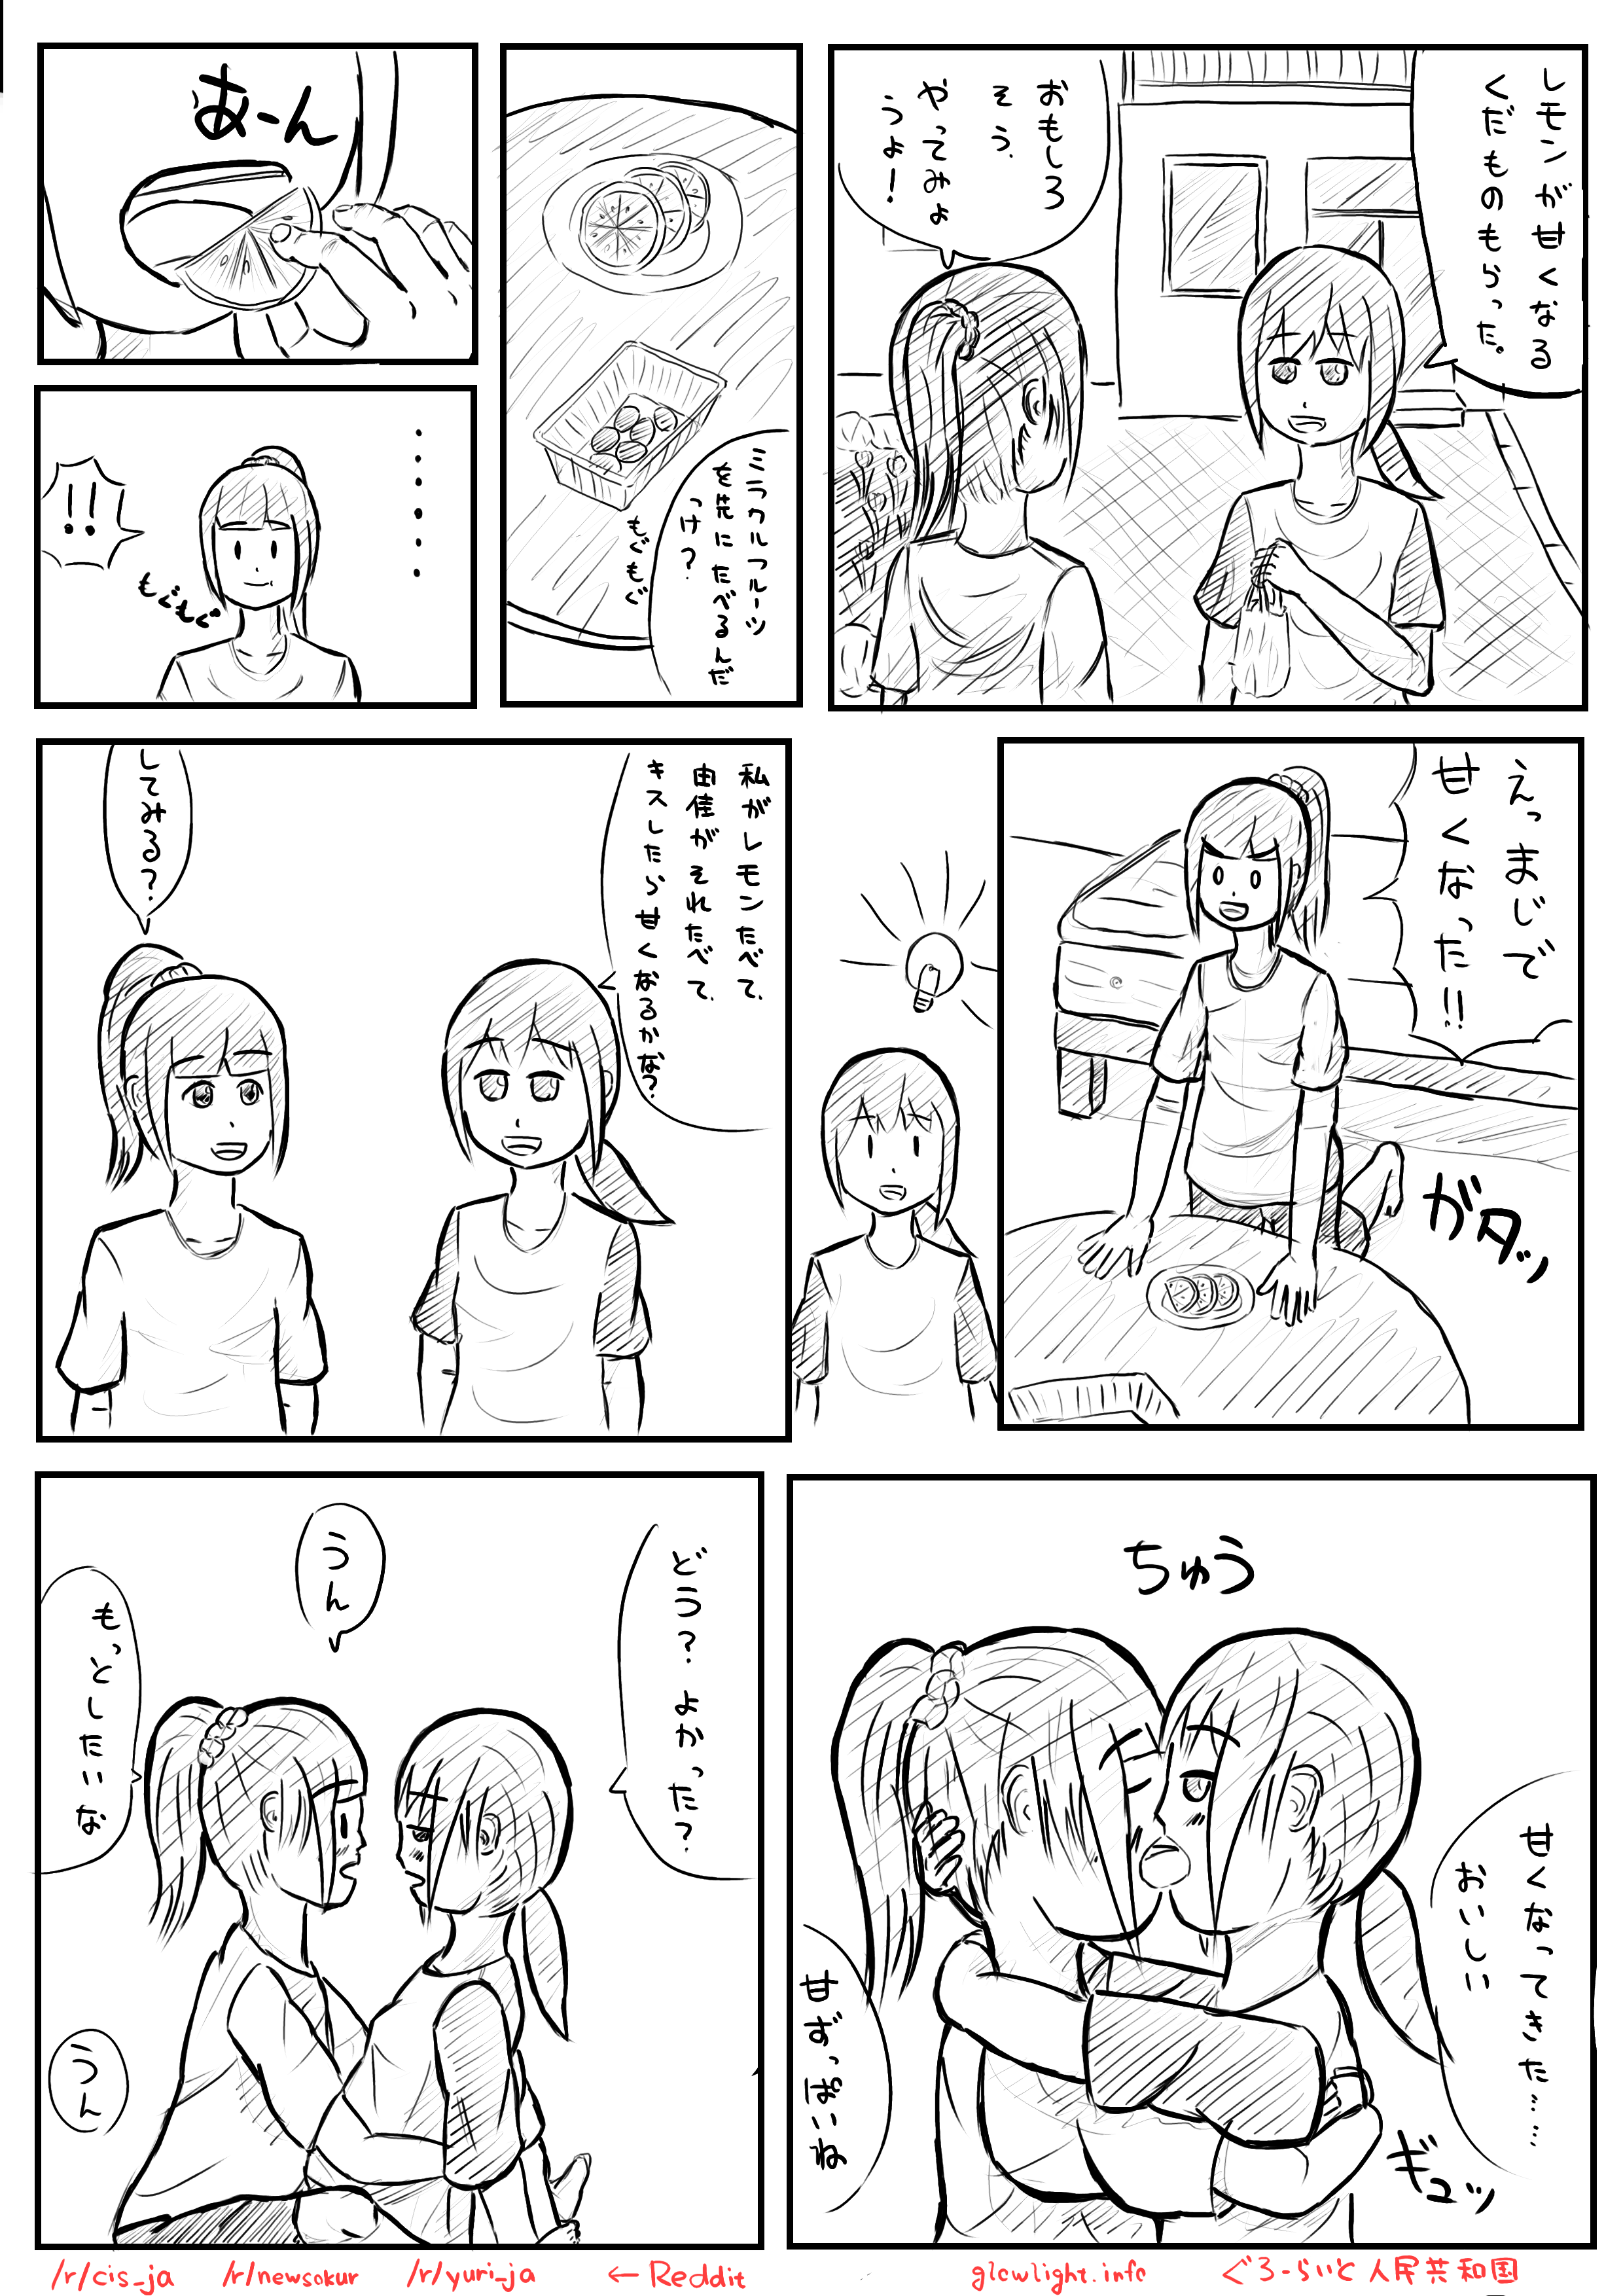 レモンが甘くなる
くだものもらった。
おもしろ
そう、
やってみよ
うよ!
ミラクルフルーツ
を先にたべるんだ
っけ?
もぐもぐ
あーん
・・・・・・
もぐもぐ
!!
えっまじで
甘くなった!!
ガタッ
私がレモンたべて、
由佳がそれたべて、
キスしたら甘くなるかな?
してみる?
ちゅう
甘くなってきた……
おいしい
甘ずっぱいね
ギュッ
どう?よかった?
うん
もっとしたいな
うん
/r/cis_ja /r/newsokur /r/yuri_ja ← Reddit glowlight.info ぐろーらいと人民共和国